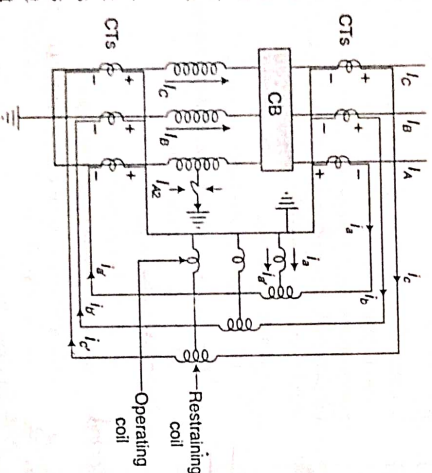 CTs
CTs
I_C
I_B
I_A
CB
I_C
I_B
I_A2
i_a
i_b
i_c
i_a
i_a'
i_a'
i_b'
i_c'
+
−
+
−
+
−
+
−
+
−
+
−
Restraining
coil
Operating
coil